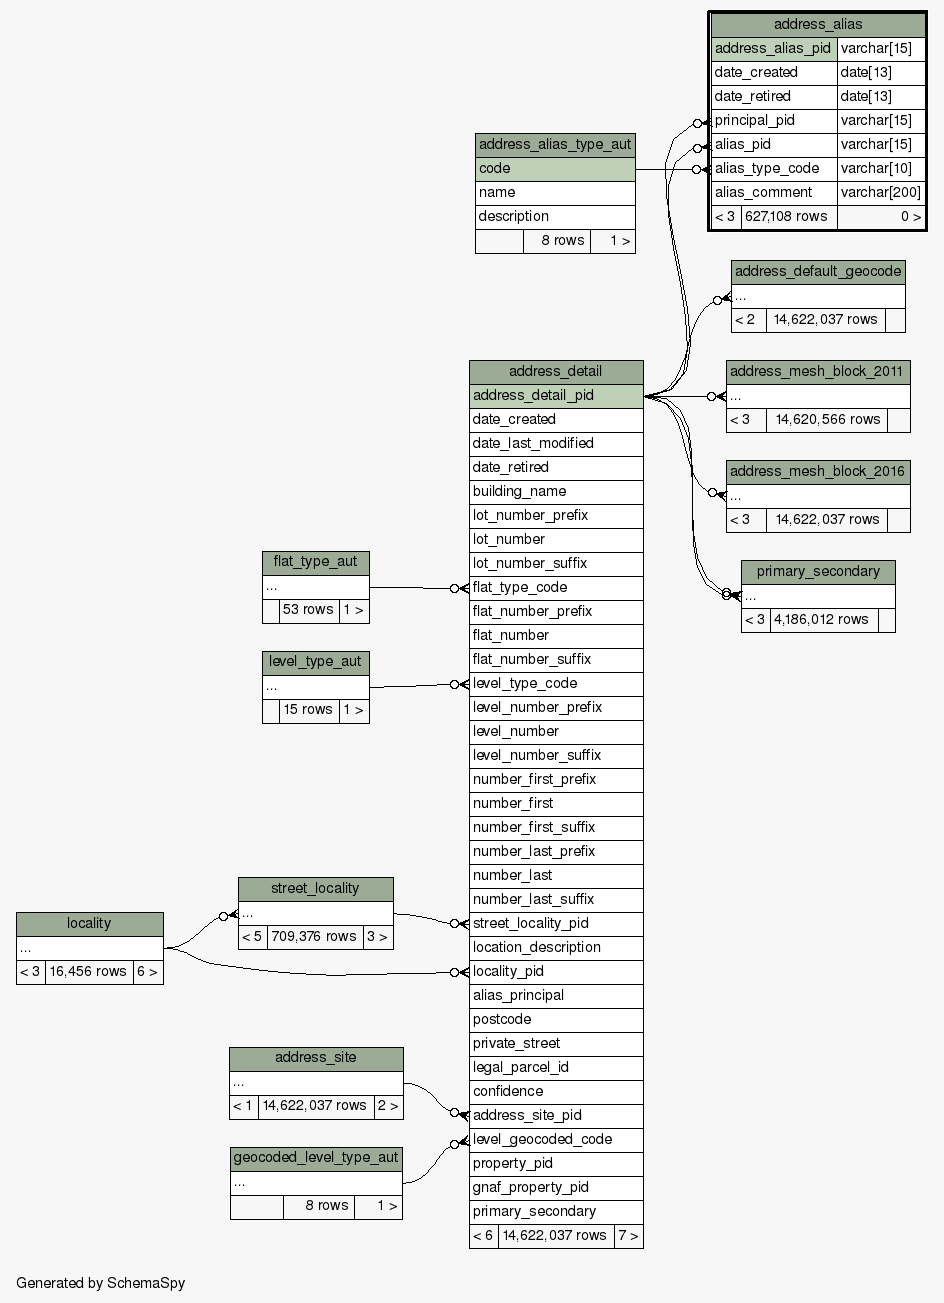 address_alias
address_alias_pid varchar[15]
date_created date[13]
date_retired date[13]
principal_pid varchar[15]
alias_pid varchar[15]
alias_type_code varchar[10]
alias_comment varchar[200]
< 3 627,108 rows 0 >
address_alias_type_aut
code
name
description
8 rows 1 >
address_default_geocode
...
< 2 14,622,037 rows
address_mesh_block_2011
...
< 3 14,620,566 rows
address_mesh_block_2016
...
< 3 14,622,037 rows
primary_secondary
...
< 3 4,186,012 rows
address_detail
address_detail_pid
date_created
date_last_modified
date_retired
building_name
lot_number_prefix
lot_number
lot_number_suffix
flat_type_code
flat_number_prefix
flat_number
flat_number_suffix
level_type_code
level_number_prefix
level_number
level_number_suffix
number_first_prefix
number_first
number_first_suffix
number_last_prefix
number_last
number_last_suffix
street_locality_pid
location_description
locality_pid
alias_principal
postcode
private_street
legal_parcel_id
confidence
address_site_pid
level_geocoded_code
property_pid
gnaf_property_pid
primary_secondary
< 6 14,622,037 rows 7 >
flat_type_aut
...
53 rows 1 >
level_type_aut
...
15 rows 1 >
street_locality
...
< 5 709,376 rows 3 >
locality
...
< 3 16,456 rows 6 >
address_site
...
< 1 14,622,037 rows 2 >
geocoded_level_type_aut
...
8 rows 1 >
Generated by SchemaSpy